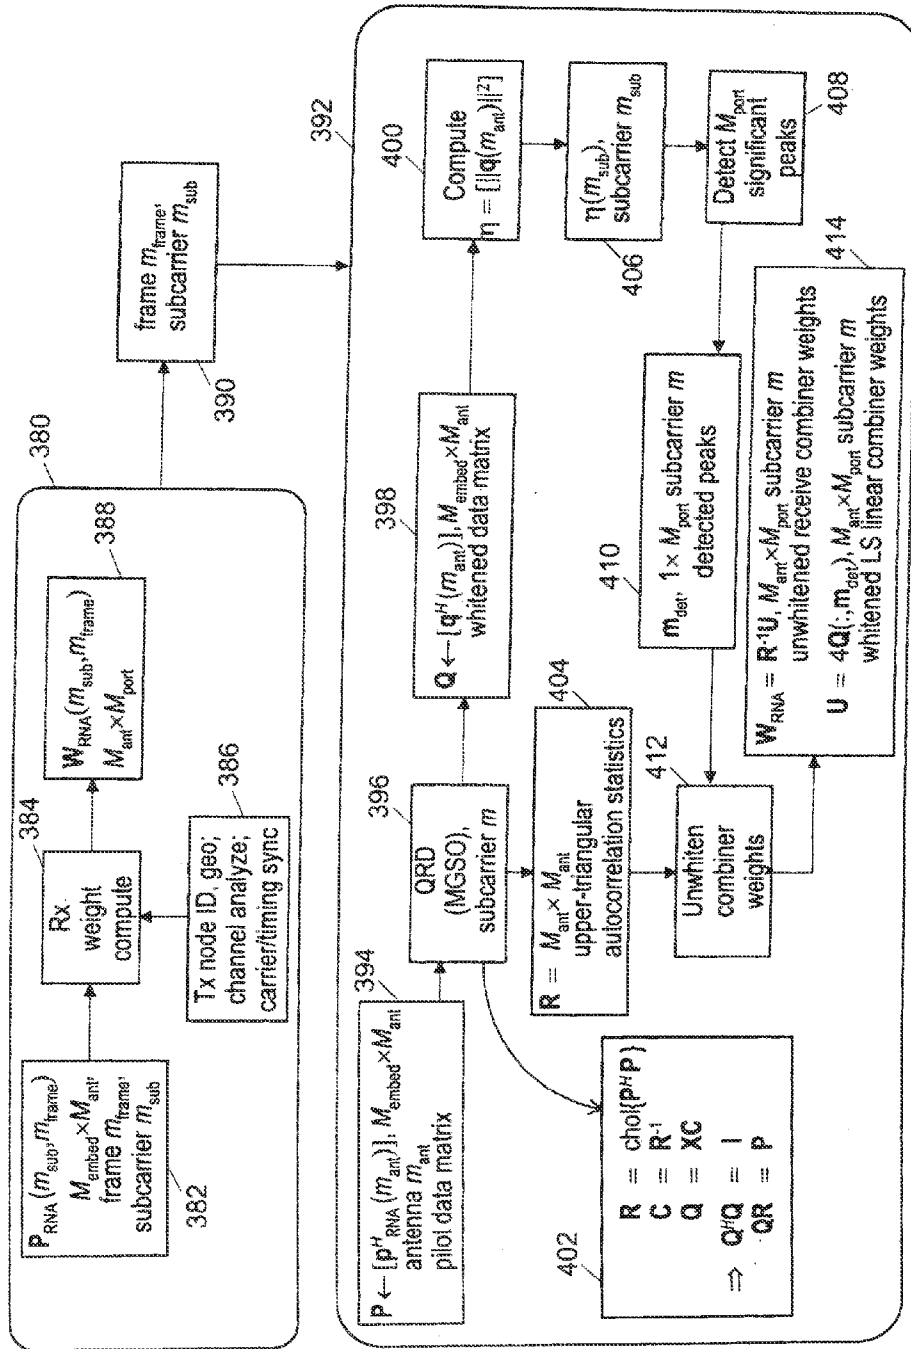 380
P_RNA(m_sub,m_frame)
M_embed×M_ant,
frame m_frame,
subcarrier m_sub
382
384
Rx
weight
compute
W_RNA(m_sub,m_frame)
M_ant×M_port
388
Tx node ID, geo;
channel analyze;
carrier/timing sync
386
frame m_frame,
subcarrier m_sub
390
392
P←[p^H_RNA(m_ant)], M_embed×M_ant
antenna m_ant
pilot data matrix
394
QRD
(MGSO),
subcarrier m
396
Q←[q^H(m_ant)], M_embed×M_ant
whitened data matrix
398
400
Compute
η = [||q(m_ant)||^2]
402
R = chol{P^HP}
C = R^-1
Q = XC
⇒ Q^HQ = I
QR = P
R = M_ant×M_ant
upper-triangular
autocorrelation statistics
404
η(m_sub),
subcarrier m_sub
406
Detect M_port
significant
peaks
408
410
m_det, 1×M_port subcarrier m
detected peaks
412
Unwhiten
combiner
weights
414
W_RNA = R^-1U, M_ant×M_port subcarrier m
unwhitened receive combiner weights
U = 4Q(:,m_det), M_ant×M_port subcarrier m
whitened LS linear combiner weights